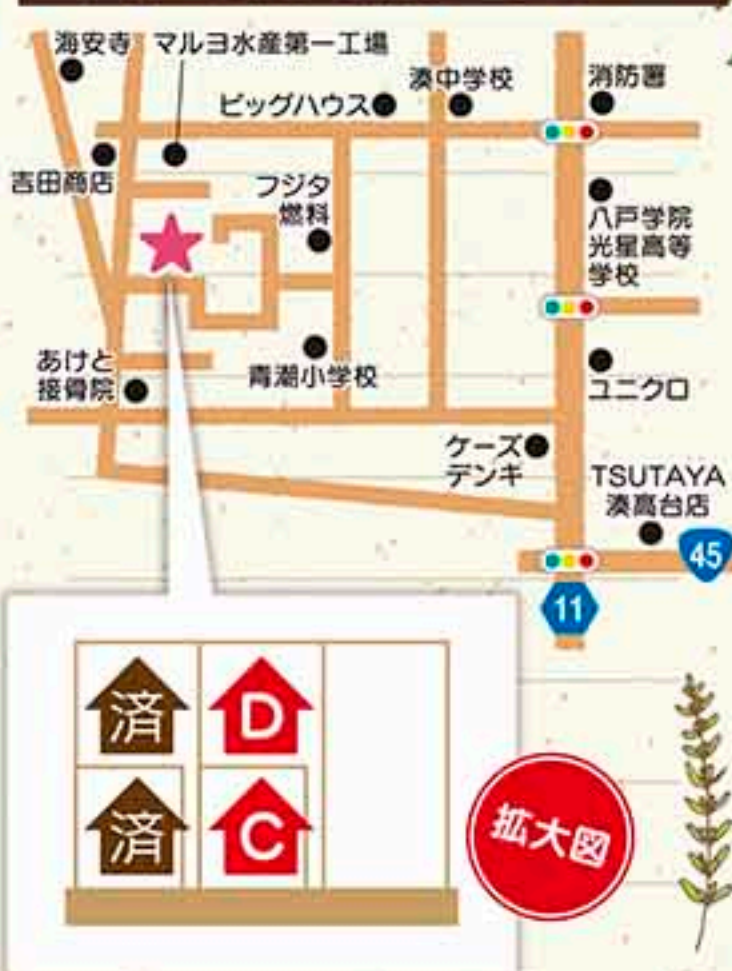 海安寺
マルヨ水産第一工場
湊中学校
消防署
ビッグハウス
吉田商店
フジタ
燃料
八戸学院
光星高等
学校
あけと
接骨院
青潮小学校
ユニクロ
ケーズ
デンキ
TSUTAYA
湊高台店
45
11
済
D
済
C
拡大図